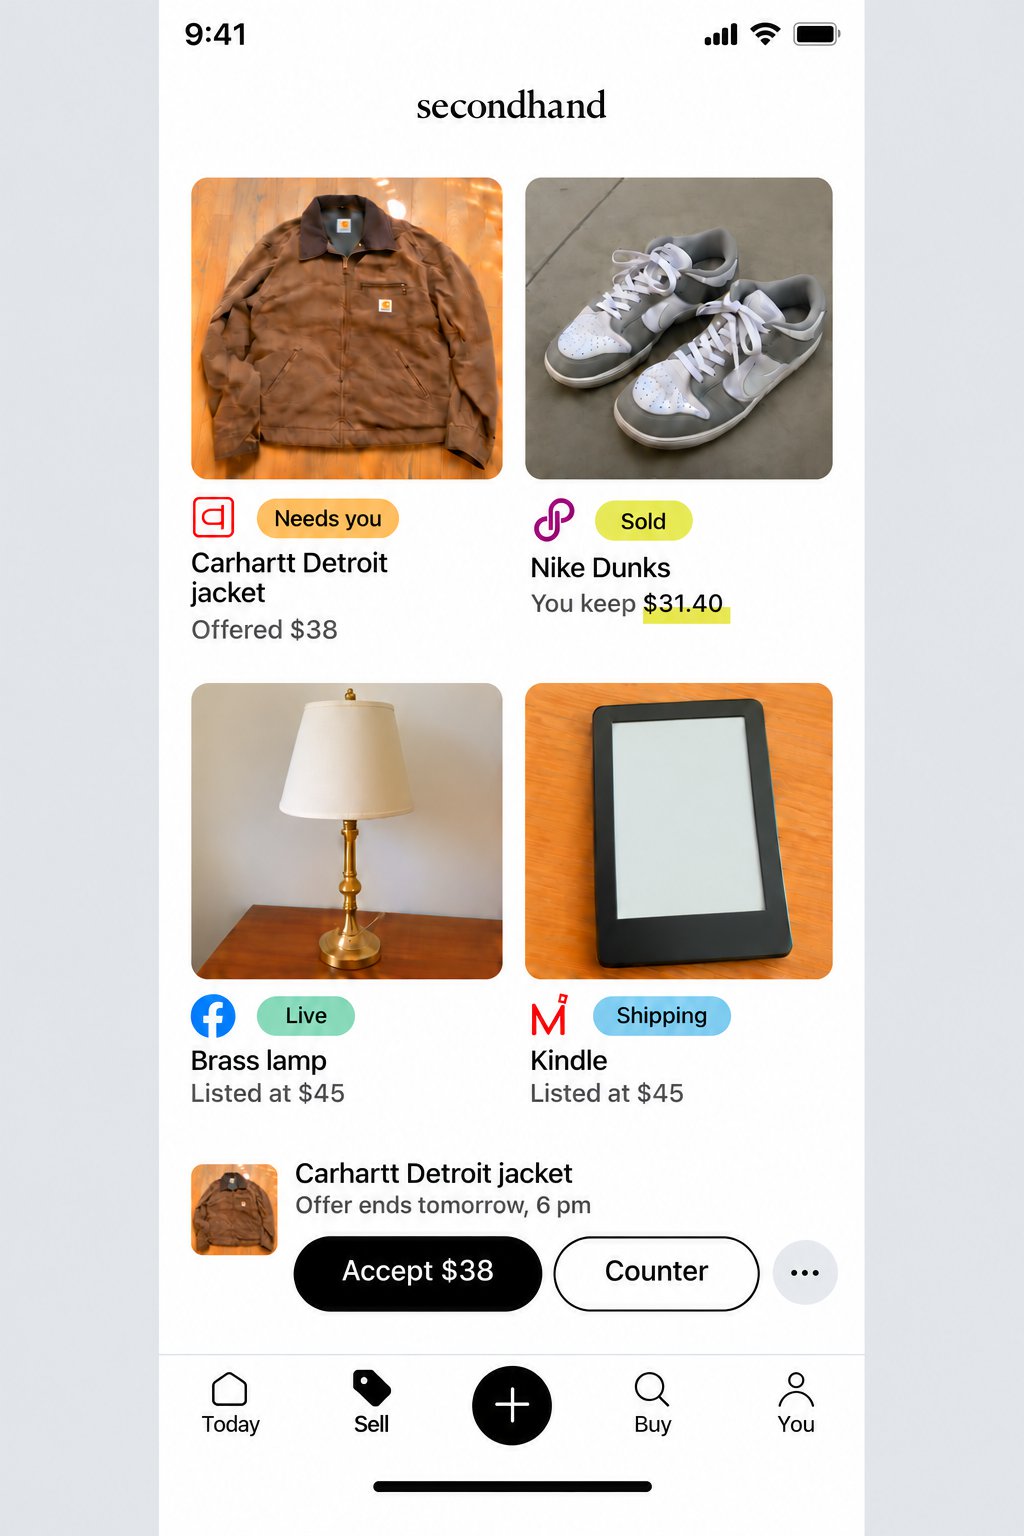 9:41
secondhand
Needs you
Carhartt Detroit
jacket
Offered $38
Sold
Nike Dunks
You keep $31.40
Live
Brass lamp
Listed at $45
Shipping
Kindle
Listed at $45
Carhartt Detroit jacket
Offer ends tomorrow, 6 pm
Accept $38
Counter
Today
Sell
Buy
You